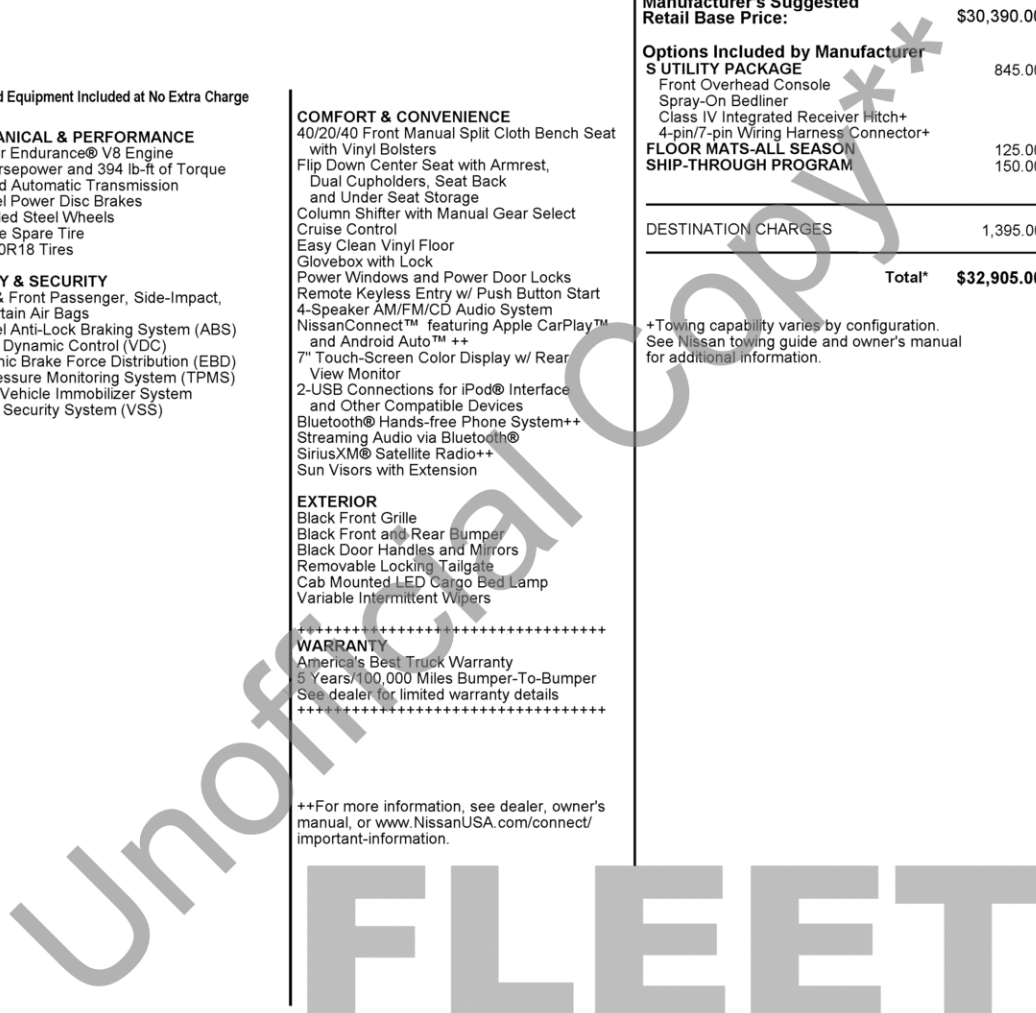 d Equipment Included at No Extra Charge
ANICAL & PERFORMANCE
r Endurance® V8 Engine
rsepower and 394 lb-ft of Torque
d Automatic Transmission
el Power Disc Brakes
led Steel Wheels
e Spare Tire
0R18 Tires
Y & SECURITY
& Front Passenger, Side-Impact,
rtain Air Bags
el Anti-Lock Braking System (ABS)
Dynamic Control (VDC)
nic Brake Force Distribution (EBD)
essure Monitoring System (TPMS)
Vehicle Immobilizer System
Security System (VSS)
COMFORT & CONVENIENCE
40/20/40 Front Manual Split Cloth Bench Seat
with Vinyl Bolsters
Flip Down Center Seat with Armrest,
Dual Cupholders, Seat Back
and Under Seat Storage
Column Shifter with Manual Gear Select
Cruise Control
Easy Clean Vinyl Floor
Glovebox with Lock
Power Windows and Power Door Locks
Remote Keyless Entry w/ Push Button Start
4-Speaker AM/FM/CD Audio System
NissanConnect™ featuring Apple CarPlay™
and Android Auto™ ++
7" Touch-Screen Color Display w/ Rear
View Monitor
2-USB Connections for iPod® Interface
and Other Compatible Devices
Bluetooth® Hands-free Phone System++
Streaming Audio via Bluetooth®
SiriusXM® Satellite Radio++
Sun Visors with Extension
EXTERIOR
Black Front Grille
Black Front and Rear Bumper
Black Door Handles and Mirrors
Removable Locking Tailgate
Cab Mounted LED Cargo Bed Lamp
Variable Intermittent Wipers
++++++++++++++++++++++++++++++++++
WARRANTY
America's Best Truck Warranty
5 Years/100,000 Miles Bumper-To-Bumper
See dealer for limited warranty details
++++++++++++++++++++++++++++++++++
++For more information, see dealer, owner's
manual, or www.NissanUSA.com/connect/
important-information.
Manufacturer's Suggested
Retail Base Price: $30,390.00
Options Included by Manufacturer
S UTILITY PACKAGE 845.00
Front Overhead Console
Spray-On Bedliner
Class IV Integrated Receiver Hitch+
4-pin/7-pin Wiring Harness Connector+
FLOOR MATS-ALL SEASON 125.00
SHIP-THROUGH PROGRAM 150.00
DESTINATION CHARGES 1,395.00
Total* $32,905.00
+Towing capability varies by configuration.
See Nissan towing guide and owner's manual
for additional information.
Unofficial Copy**
FLEET